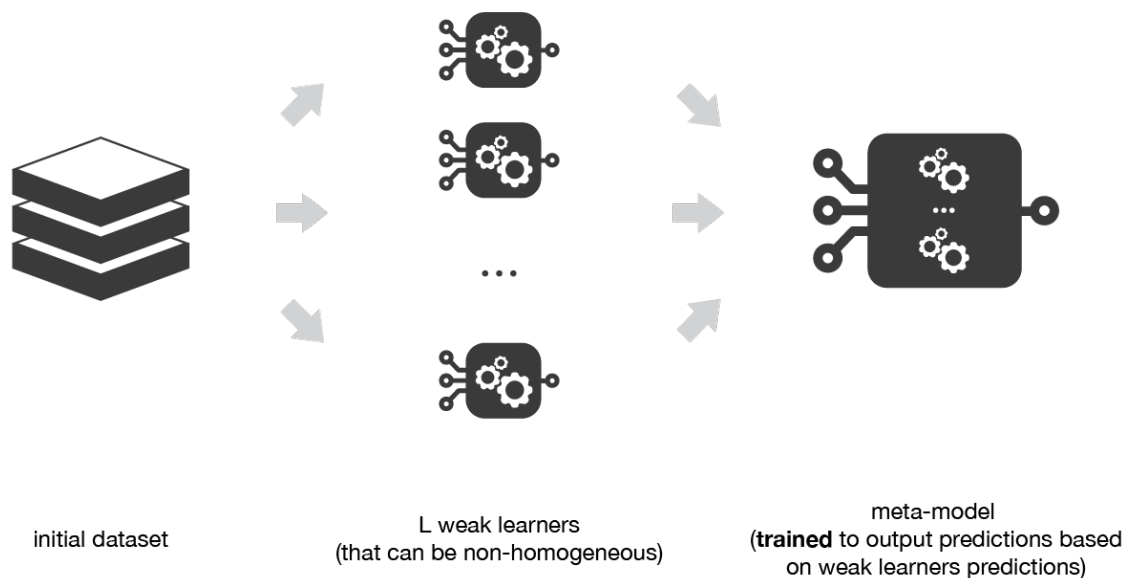 initial dataset
L weak learners
(that can be non-homogeneous)
meta-model
(trained to output predictions based
on weak learners predictions)